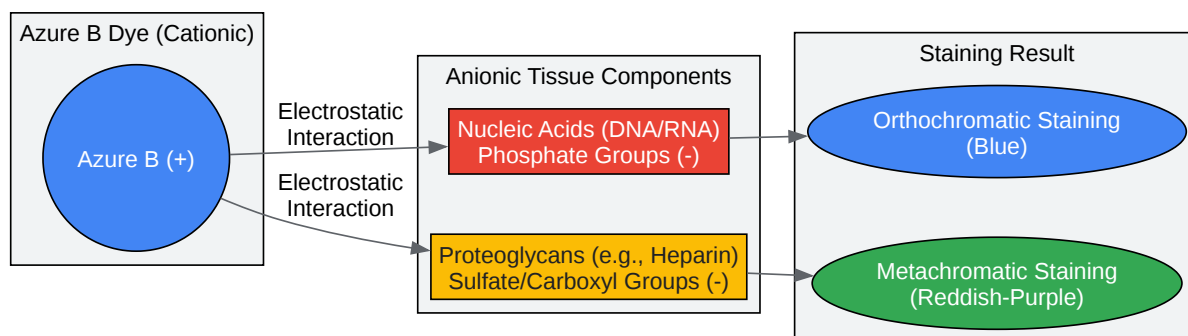 Azure B Dye (Cationic)
Azure B (+)
Electrostatic
Interaction
Electrostatic
Interaction
Anionic Tissue Components
Nucleic Acids (DNA/RNA)
Phosphate Groups (-)
Proteoglycans (e.g., Heparin)
Sulfate/Carboxyl Groups (-)
Staining Result
Orthochromatic Staining
(Blue)
Metachromatic Staining
(Reddish-Purple)